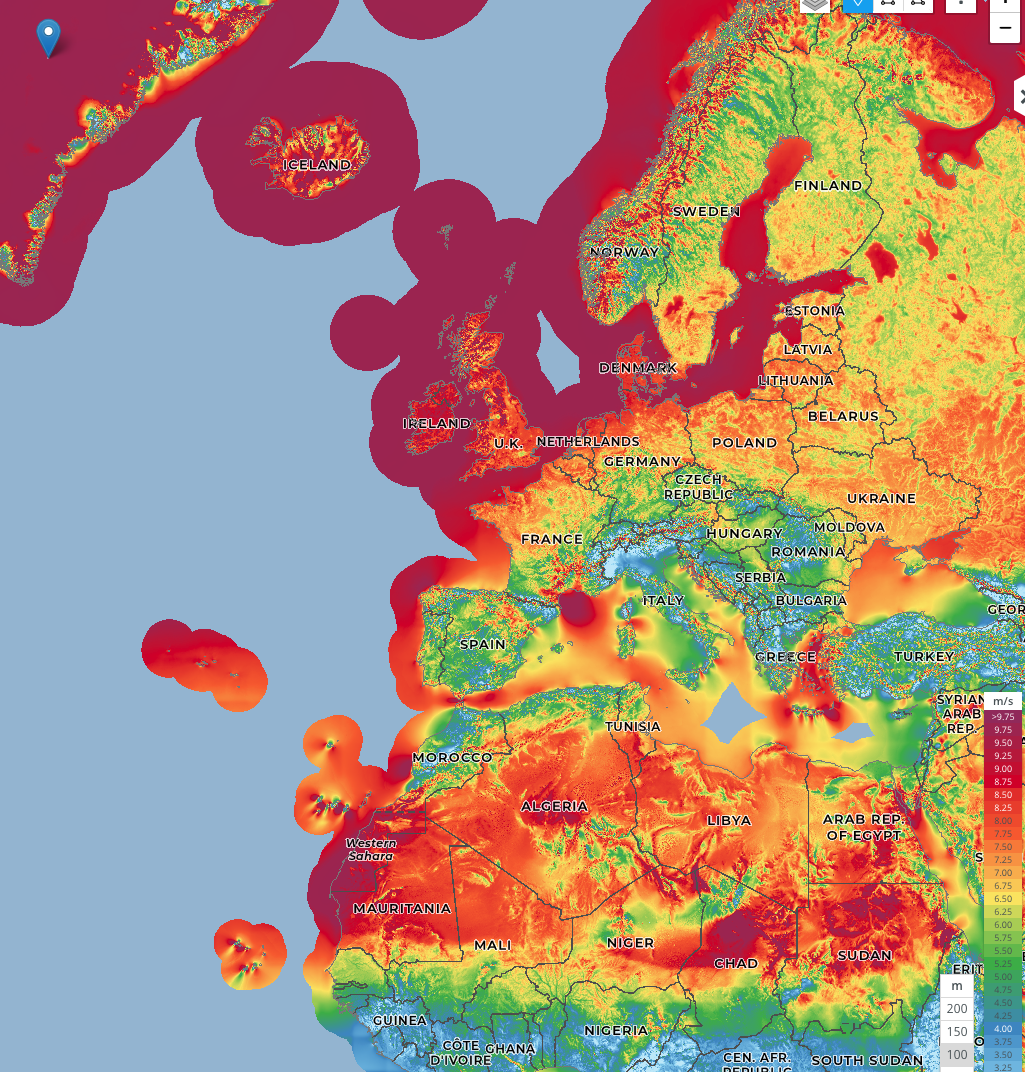 ICELAND
FINLAND
SWEDEN
NORWAY
ESTONIA
LATVIA
DENMARK
LITHUANIA
BELARUS
IRELAND
U.K.
NETHERLANDS
POLAND
GERMANY
CZECH
REPUBLIC
UKRAINE
FRANCE
HUNGARY
MOLDOVA
ROMANIA
SERBIA
ITALY
BULGARIA
GEOR
SPAIN
GREECE
TURKEY
SYRIAN
ARAB
REP.
TUNISIA
MOROCCO
ALGERIA
LIBYA
ARAB REP.
OF EGYPT
Western
Sahara
MAURITANIA
MALI
NIGER
CHAD
SUDAN
ERIT
GUINEA
NIGERIA
CÔTE
D'IVOIRE
GHANA
CEN. AFR.
REPUBLIC
SOUTH SUDAN
m/s
>9.75
9.75
9.50
9.25
9.00
8.75
8.50
8.25
8.00
7.75
7.50
7.25
7.00
6.75
6.50
6.25
6.00
5.75
5.50
5.25
5.00
4.75
4.50
4.25
4.00
3.75
3.50
3.25
m
200
150
100